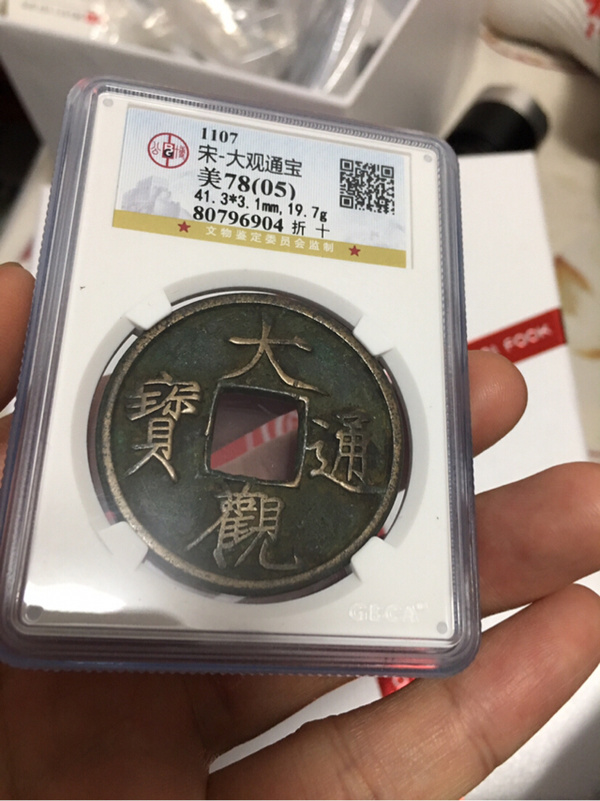 1107
宋-大观通宝
美78(05)
41.3*3.1mm,19.7g
80796904 折十
★ 文物鉴定委员会监制 ★
大
觀
通
寶
GBCA
FOOK